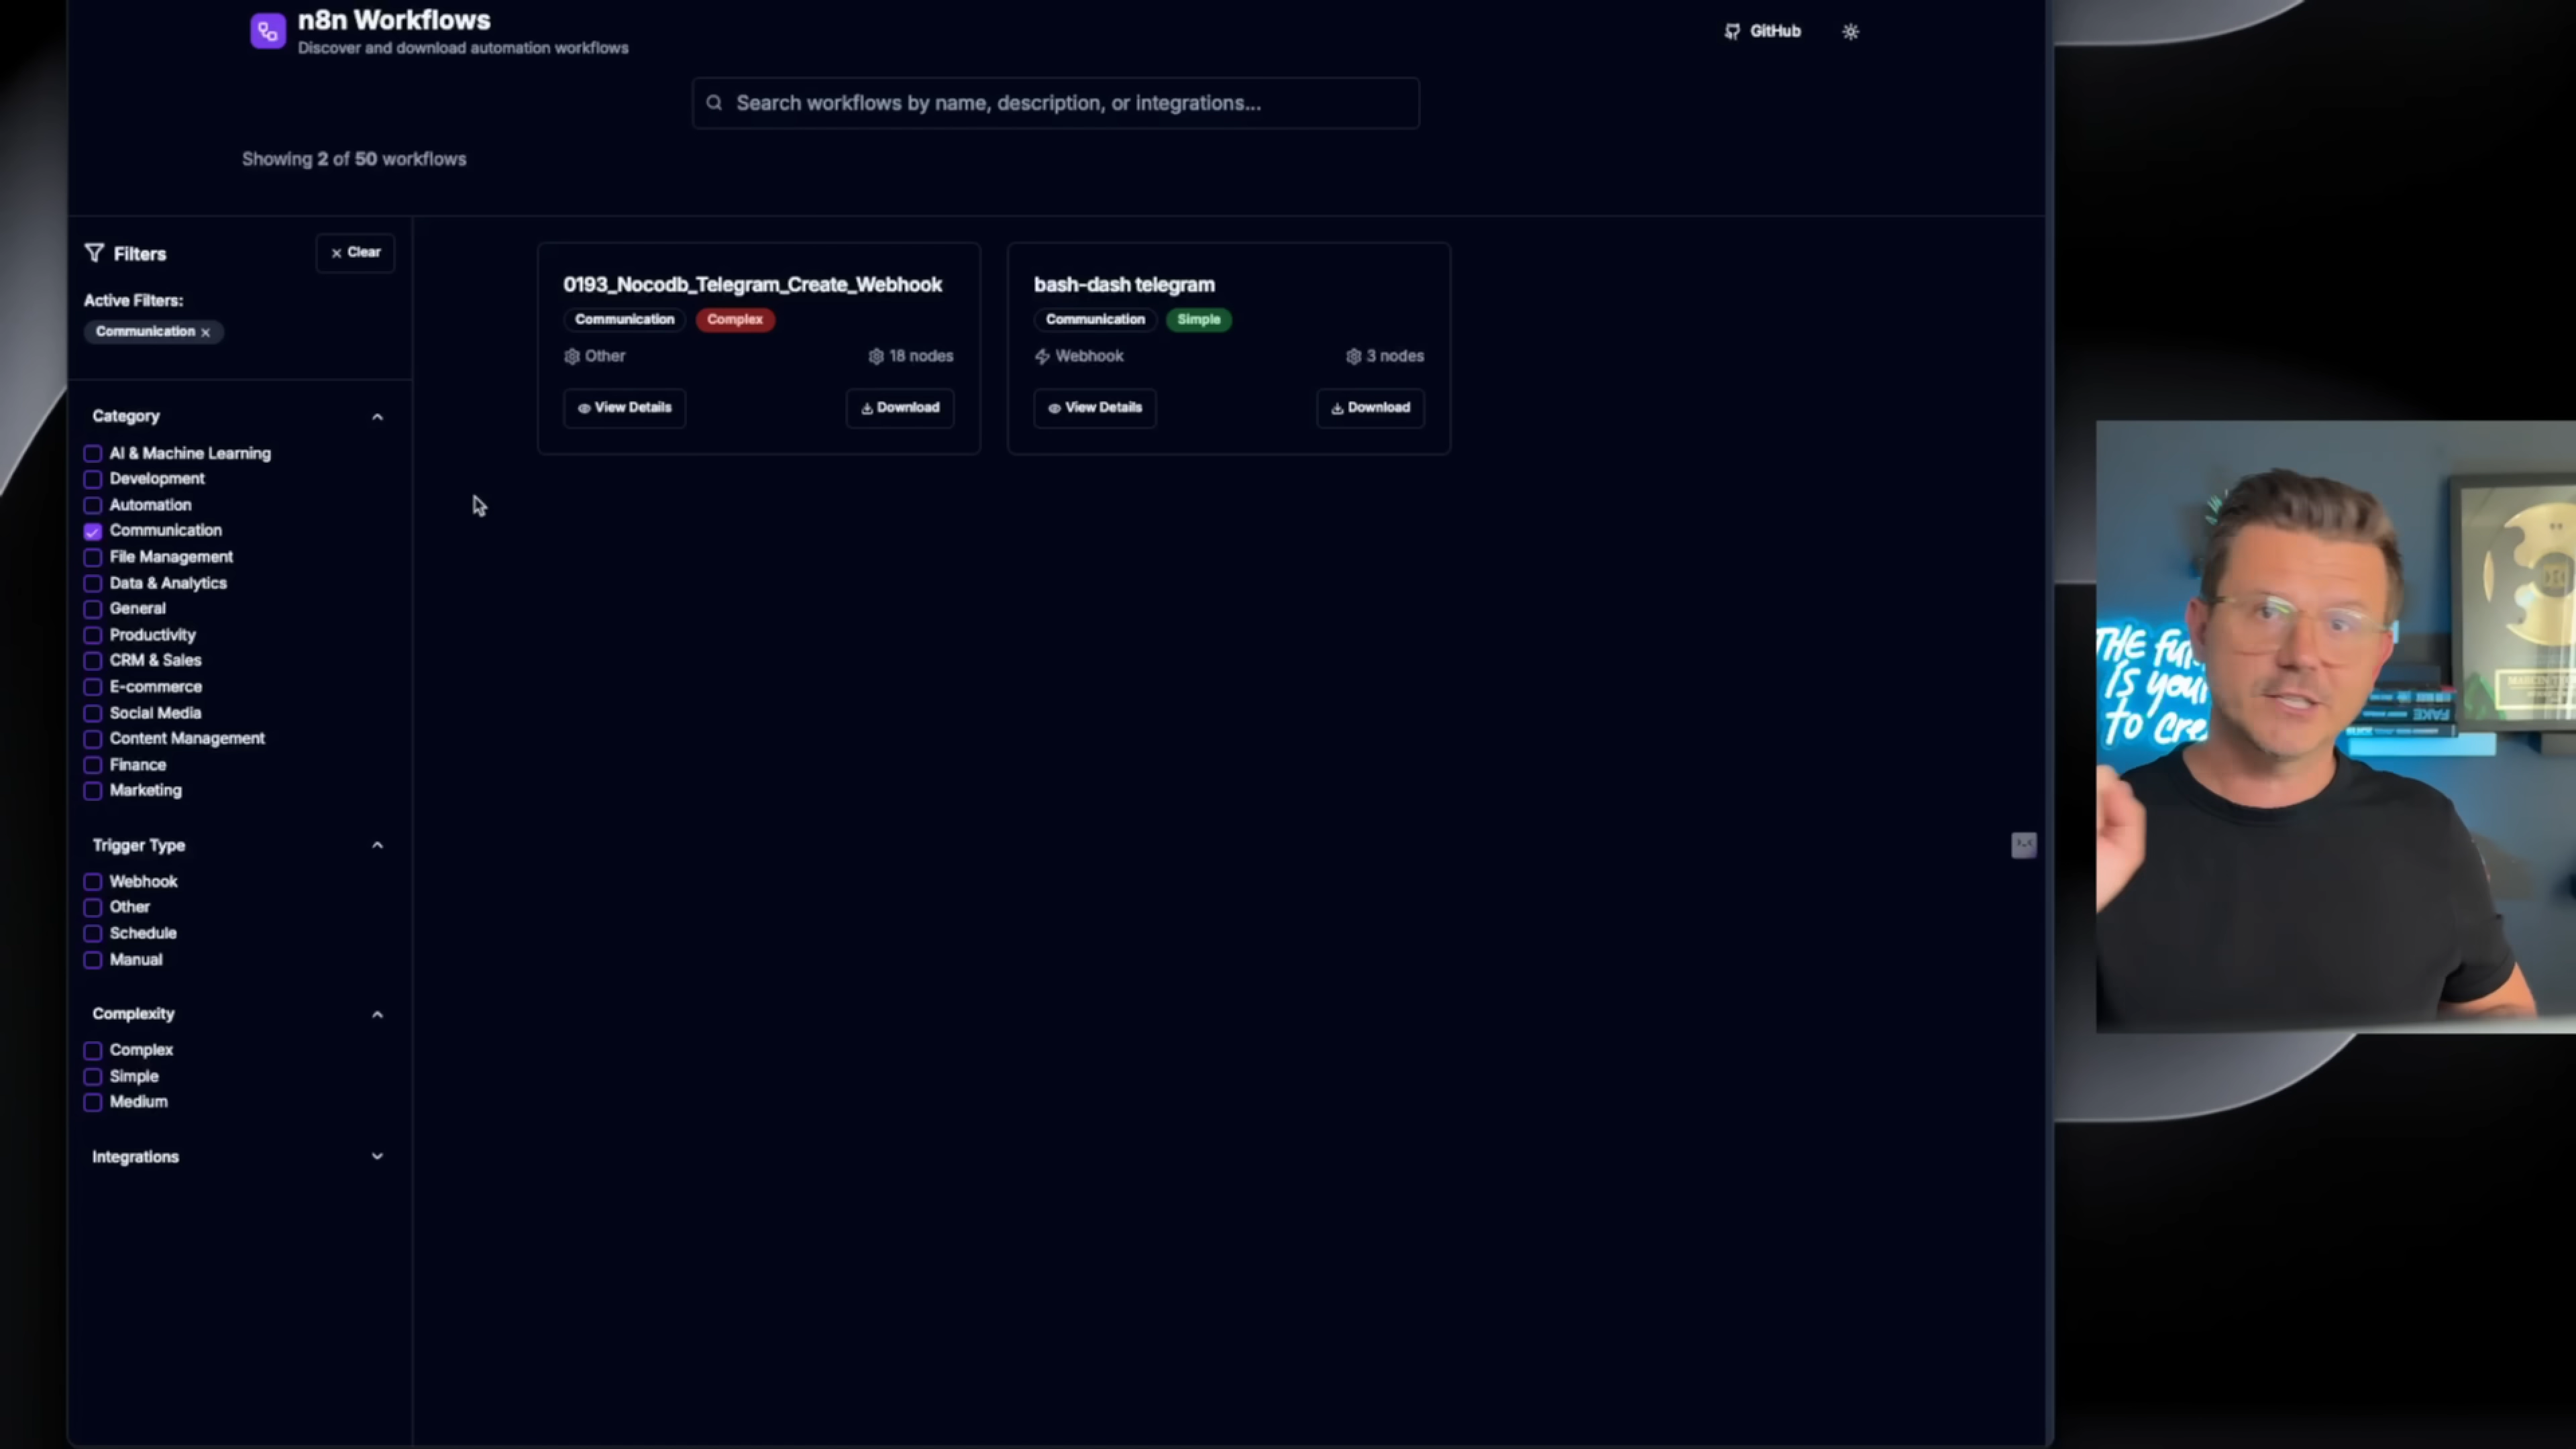 n8n Workflows
Discover and download automation workflows
GitHub
Search workflows by name, description, or integrations...
Showing 2 of 50 workflows
Filters
Clear
Active Filters:
Communication
0193_Nocodb_Telegram_Create_Webhook
Communication Complex
Other 18 nodes
View Details Download
bash-dash telegram
Communication Simple
Webhook 3 nodes
View Details Download
Category
AI & Machine Learning
Development
Automation
Communication
File Management
Data & Analytics
General
Productivity
CRM & Sales
E-commerce
Social Media
Content Management
Finance
Marketing
Trigger Type
Webhook
Other
Schedule
Manual
Complexity
Complex
Simple
Medium
Integrations
THE
IS
to
FAKE